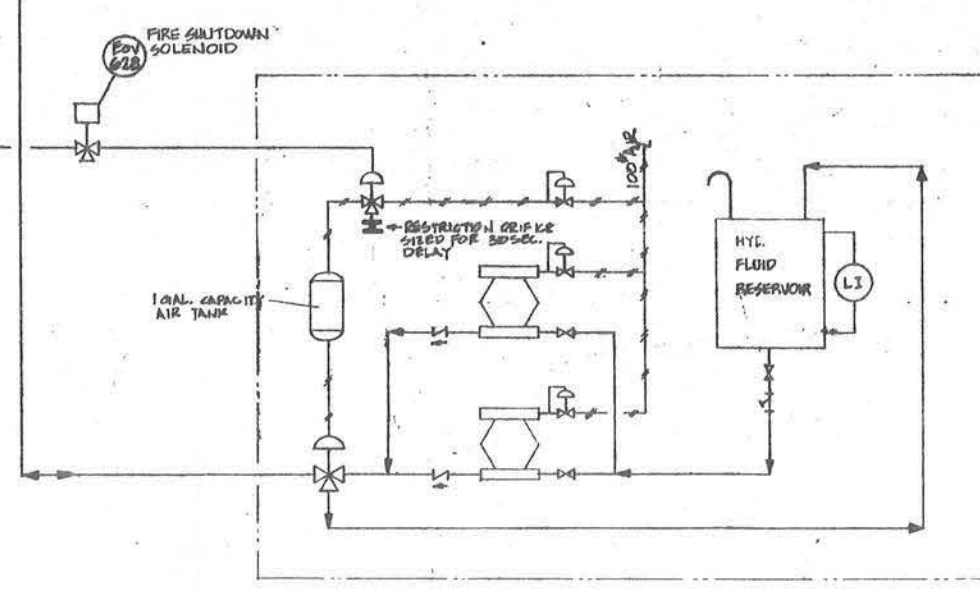 FIRE SHUTDOWN
SOLENOID
EOV
628
100# AIR
RESTRICTION ORIFICE
SIZED FOR 30 SEC.
DELAY
1 GAL. CAPACITY
AIR TANK
HYD.
FLUID
RESERVOIR
LI